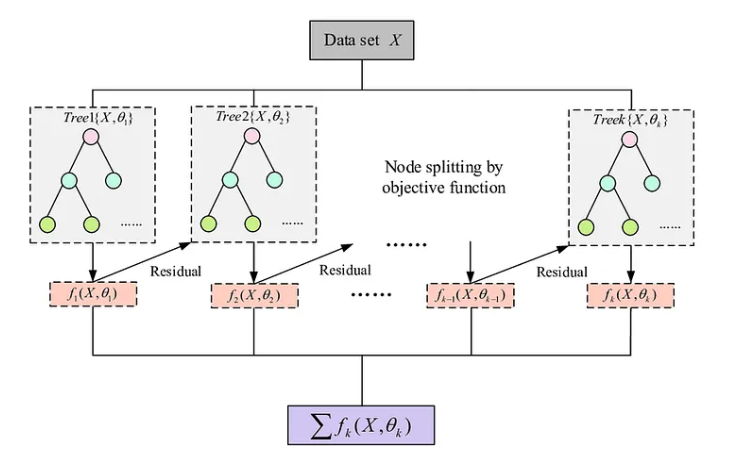 Data set X
Tree1{X,θ₁}
Tree2{X,θ₂}
Treek{X,θₖ}
Node splitting by
objective function
......
......
......
......
Residual
Residual
Residual
f₁(X,θ₁)
f₂(X,θ₂)
......
fₖ₋₁(X,θₖ₋₁)
fₖ(X,θₖ)
∑fₖ(X,θₖ)